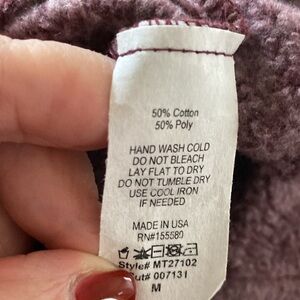 50% Cotton
50% Poly
HAND WASH COLD
DO NOT BLEACH
LAY FLAT TO DRY
DO NOT TUMBLE DRY
USE COOL IRON
IF NEEDED
MADE IN USA
RN#155580
Style# MT27102
Cut# 007131
M